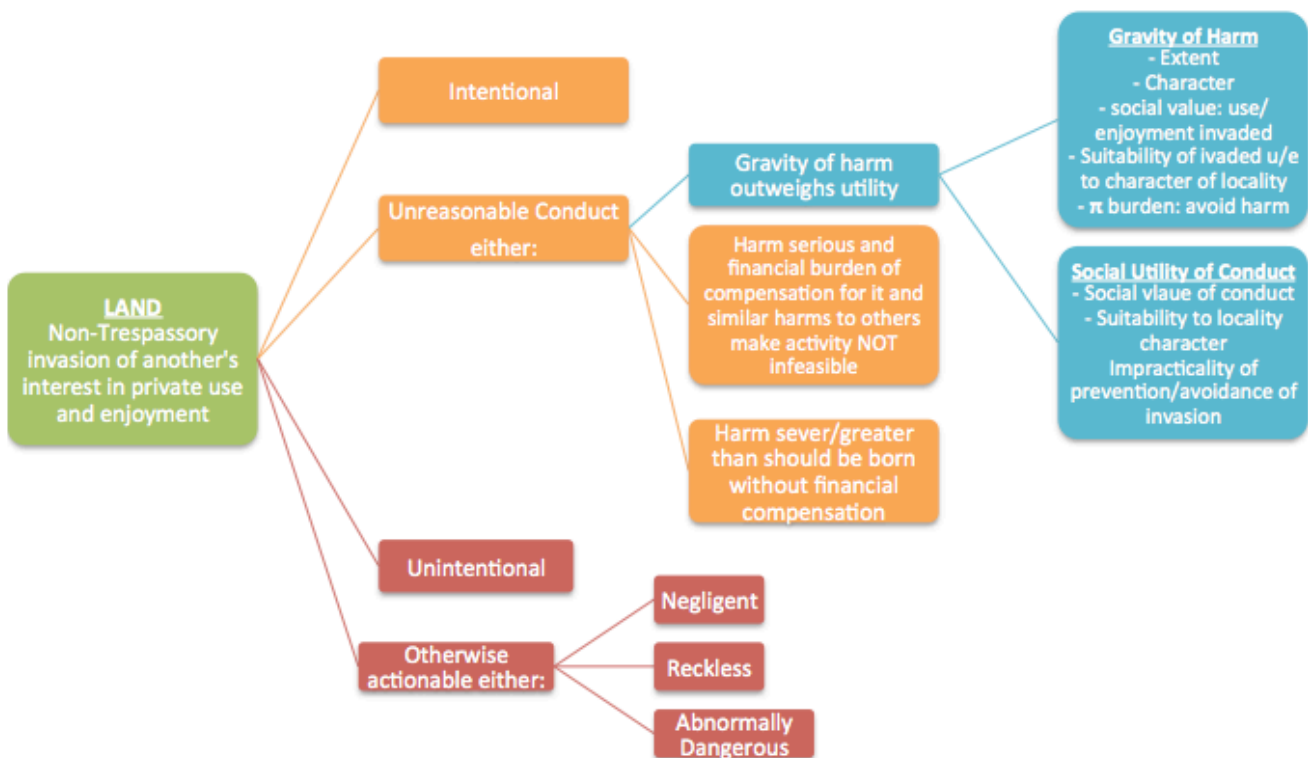 LAND
Non-Trespassory
invasion of another's
interest in private use
and enjoyment
Intentional
Unreasonable Conduct
either:
Gravity of harm
outweighs utility
Harm serious and
financial burden of
compensation for it and
similar harms to others
make activity NOT
infeasible
Harm sever/greater
than should be born
without financial
compensation
Gravity of Harm
- Extent
- Character
- social value: use/
enjoyment invaded
- Suitability of ivaded u/e
to character of locality
- π burden: avoid harm
Social Utility of Conduct
- Social vlaue of conduct
- Suitability to locality
character
Impracticality of
prevention/avoidance of
invasion
Unintentional
Otherwise
actionable either:
Negligent
Reckless
Abnormally
Dangerous